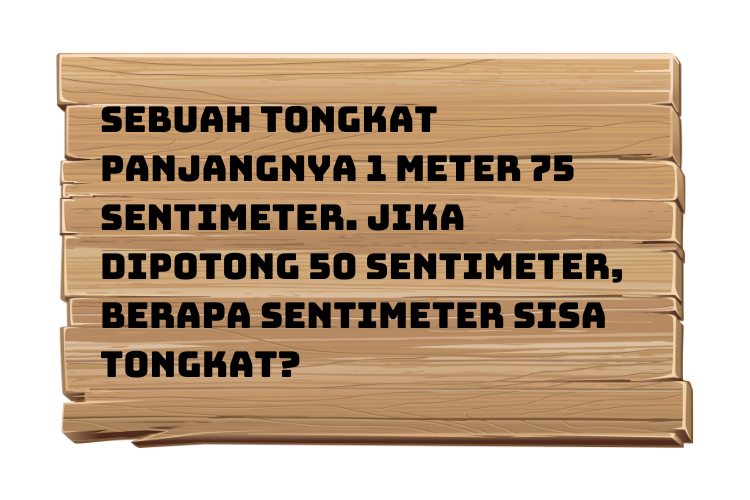 SEBUAH TONGKAT
PANJANGNYA 1 METER 75
SENTIMETER. JIKA
DIPOTONG 50 SENTIMETER,
BERAPA SENTIMETER SISA
TONGKAT?